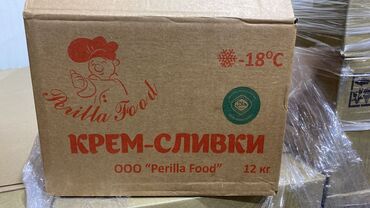 -18°C
Perilla Food
КРЕМ-СЛИВКИ
ООО "Perilla Food" 12 кг